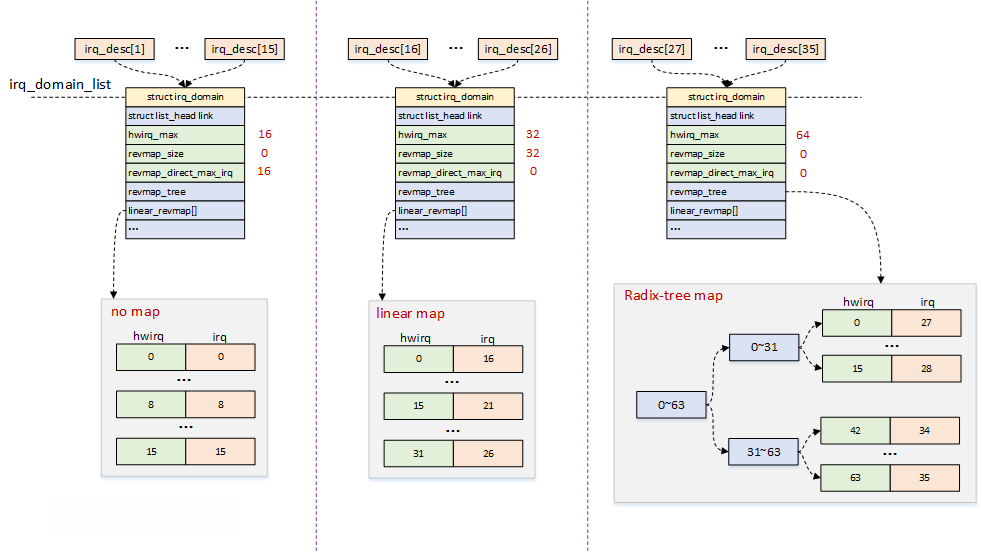 irq_desc[1] ... irq_desc[15]
irq_desc[16] ... irq_desc[26]
irq_desc[27] ... irq_desc[35]
irq_domain_list
struct irq_domain
struct list_head link
hwirq_max 16
revmap_size 0
revmap_direct_max_irq 16
revmap_tree
linear_revmap[]
...
struct irq_domain
struct list_head link
hwirq_max 32
revmap_size 32
revmap_direct_max_irq 0
revmap_tree
linear_revmap[]
...
struct irq_domain
struct list_head link
hwirq_max 64
revmap_size 0
revmap_direct_max_irq 0
revmap_tree
linear_revmap[]
...
no map
hwirq irq
0 0
...
8 8
...
15 15
linear map
hwirq irq
0 16
...
15 21
...
31 26
Radix-tree map
hwirq irq
0 27
...
15 28
0~31
0~63
31~63
42 34
...
63 35